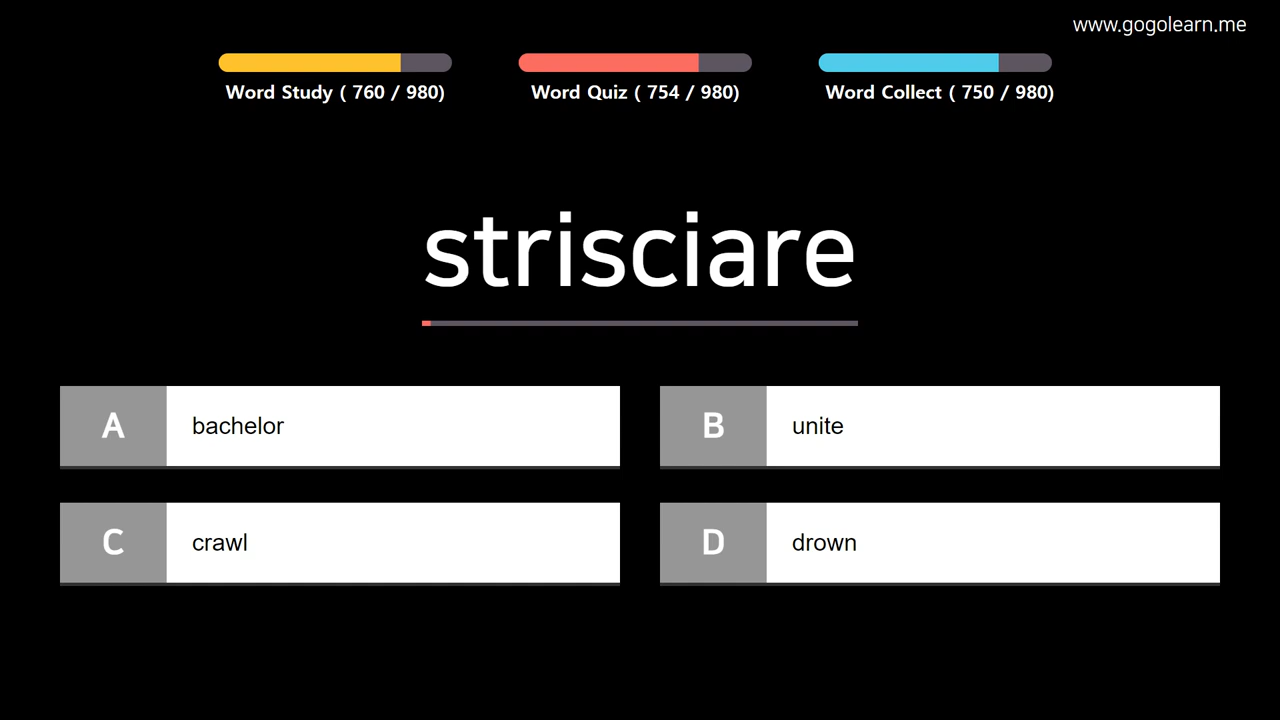 www.gogolearn.me
Word Study ( 760 / 980)
Word Quiz ( 754 / 980)
Word Collect ( 750 / 980)
strisciare
A bachelor
B unite
C crawl
D drown